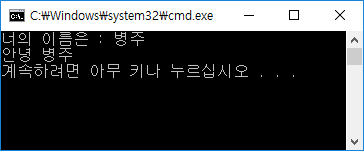 C:\Windows\system32\cmd.exe
너의 이름은 : 병주
안녕 병주
계속하려면 아무 키나 누르십시오 . . .